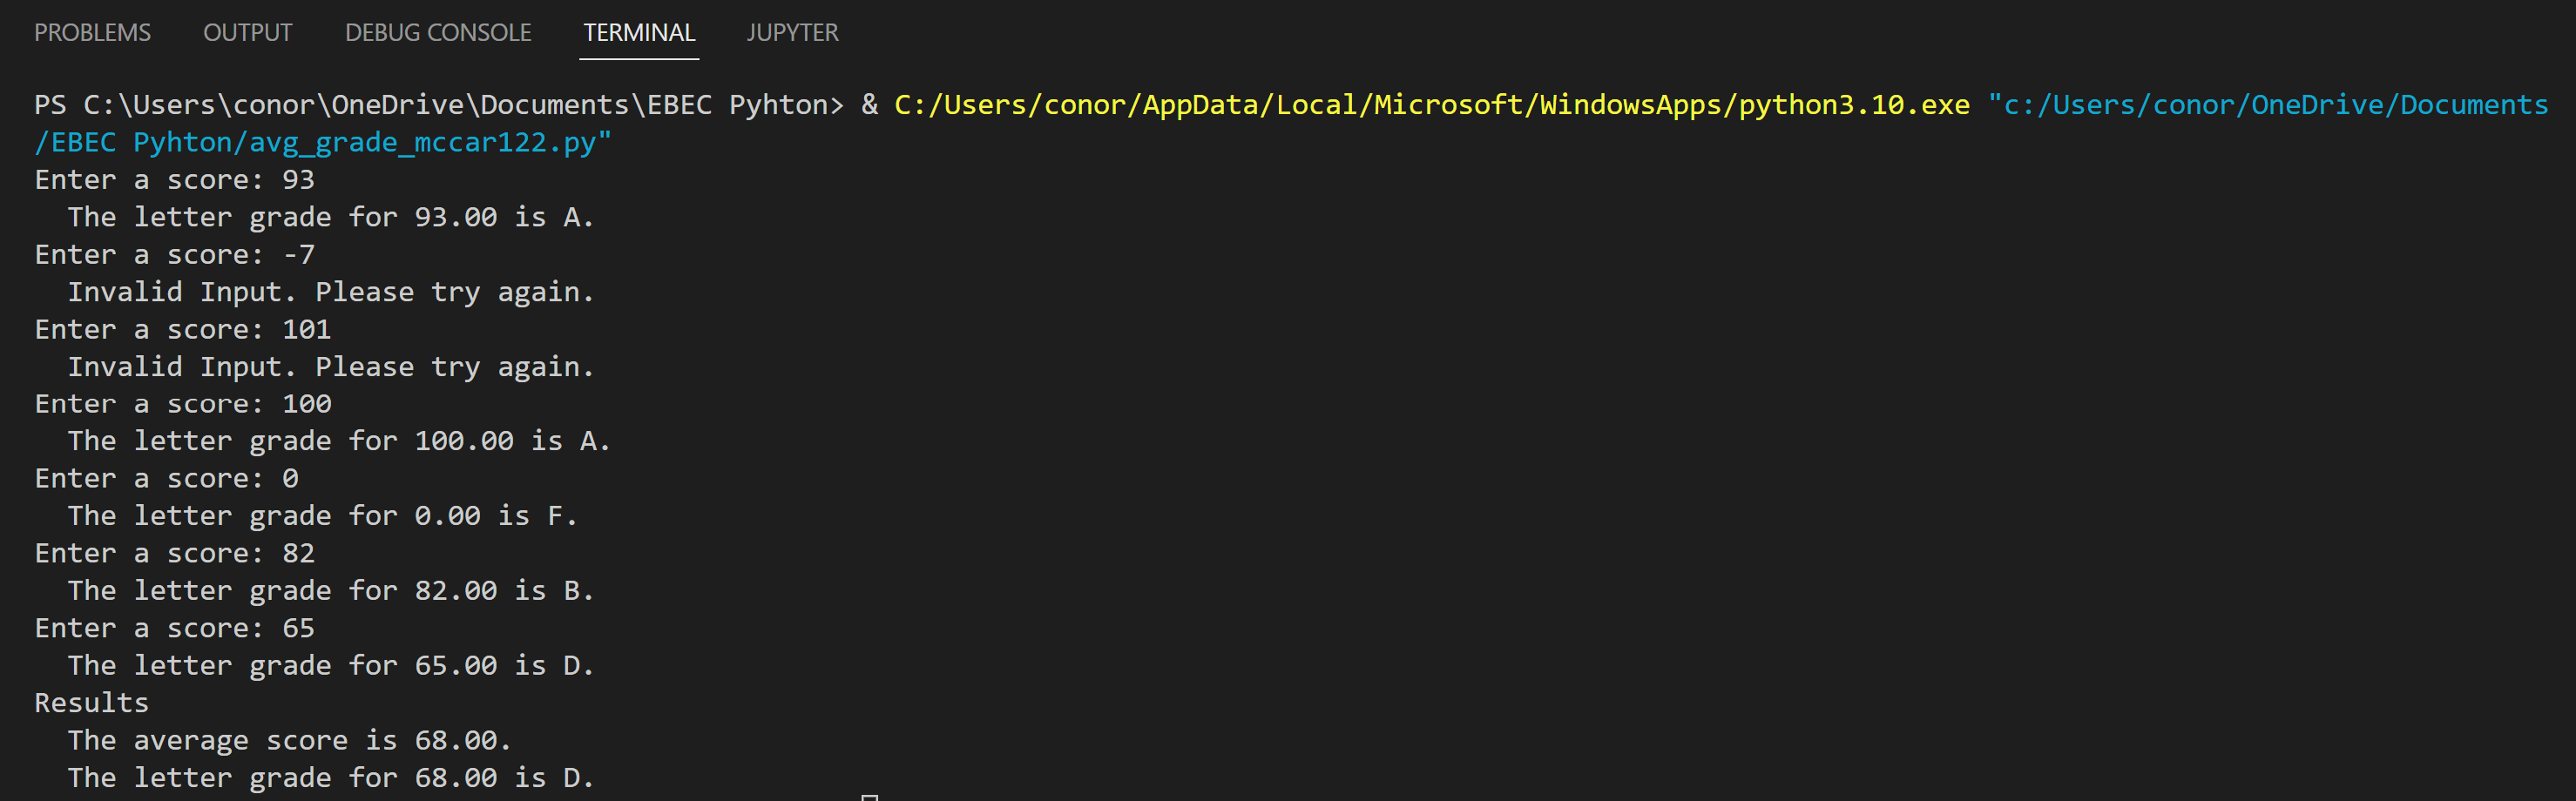 PROBLEMS OUTPUT DEBUG CONSOLE TERMINAL JUPYTER
PS C:\Users\conor\OneDrive\Documents\EBEC Pyhton> & C:/Users/conor/AppData/Local/Microsoft/WindowsApps/python3.10.exe "c:/Users/conor/OneDrive/Documents
/EBEC Pyhton/avg_grade_mccar122.py"
Enter a score: 93
  The letter grade for 93.00 is A.
Enter a score: -7
  Invalid Input. Please try again.
Enter a score: 101
  Invalid Input. Please try again.
Enter a score: 100
  The letter grade for 100.00 is A.
Enter a score: 0
  The letter grade for 0.00 is F.
Enter a score: 82
  The letter grade for 82.00 is B.
Enter a score: 65
  The letter grade for 65.00 is D.
Results
  The average score is 68.00.
  The letter grade for 68.00 is D.